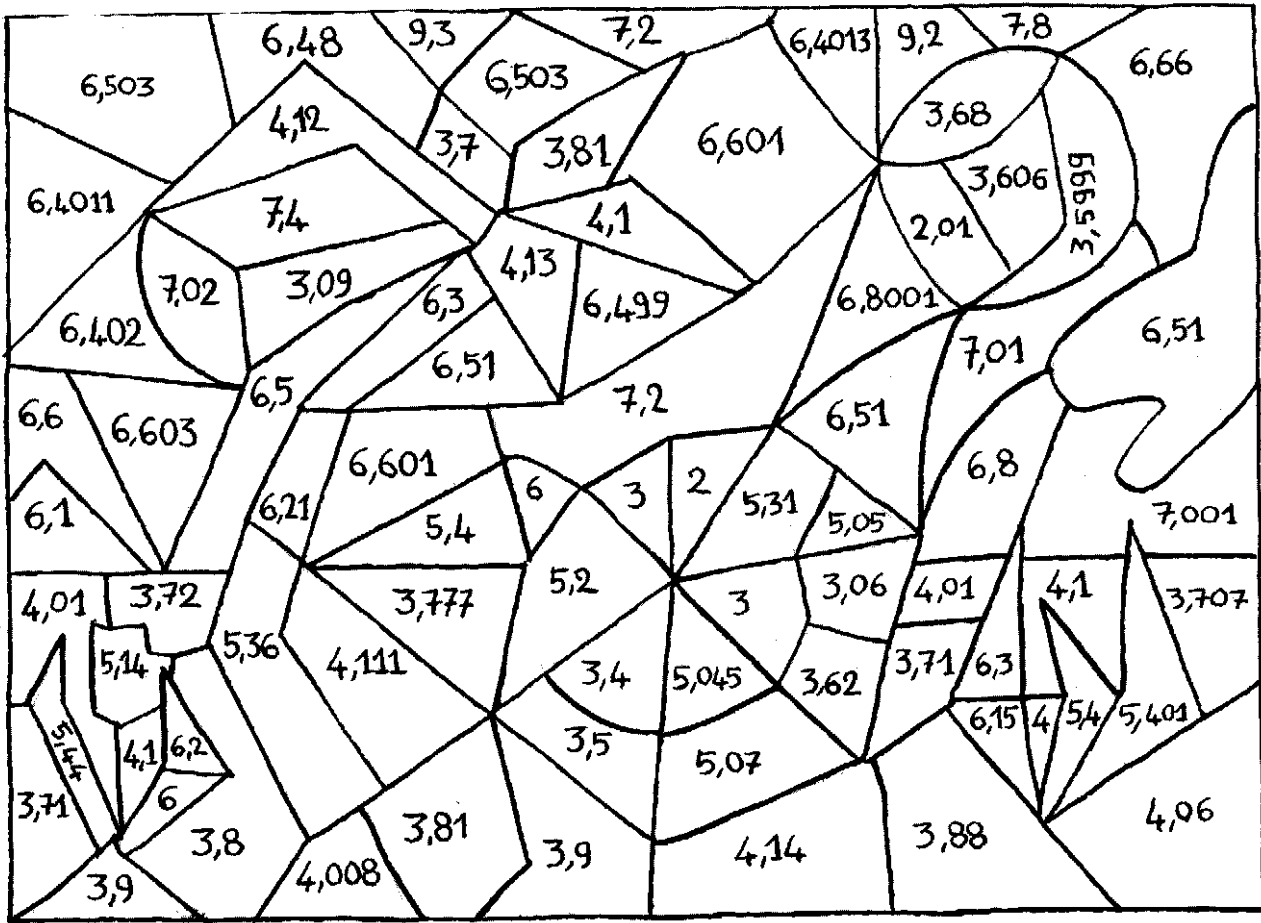 6,48 9,3 7,2 6,4013 9,2 7,8
6,503 6,503 6,66
4,12 3,7 3,81 6,601 3,68
6,4011 7,4 4,1 3,606 3,5999
2,01
7,02 3,09 4,13
6,402 6,3 6,499 6,8001 6,51
6,51 7,01
6,6 6,603 6,5 7,2 6,51
6,601 6 3 2 6,8
6,1 6,21 5,4 5,31 5,05 7,001
4,01 3,72 3,777 5,2 3 3,06 4,01 4,1 3,707
5,14 5,36 4,111 3,4 5,045 3,62 3,71 6,3
5,44 4,1 6,2 3,5 5,07 6,15 4 5,4 5,401
3,71 6
3,8 3,81 3,9 4,14 3,88 4,06
3,9 4,008